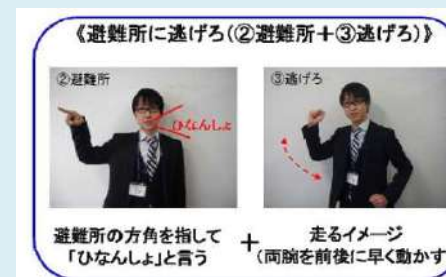 《避難所に逃げろ(②避難所+③逃げろ)》
②避難所
ひなんしょ
③逃げろ
避難所の方角を指して
「ひなんしょ」と言う
+
走るイメージ
(両腕を前後に早く動かす